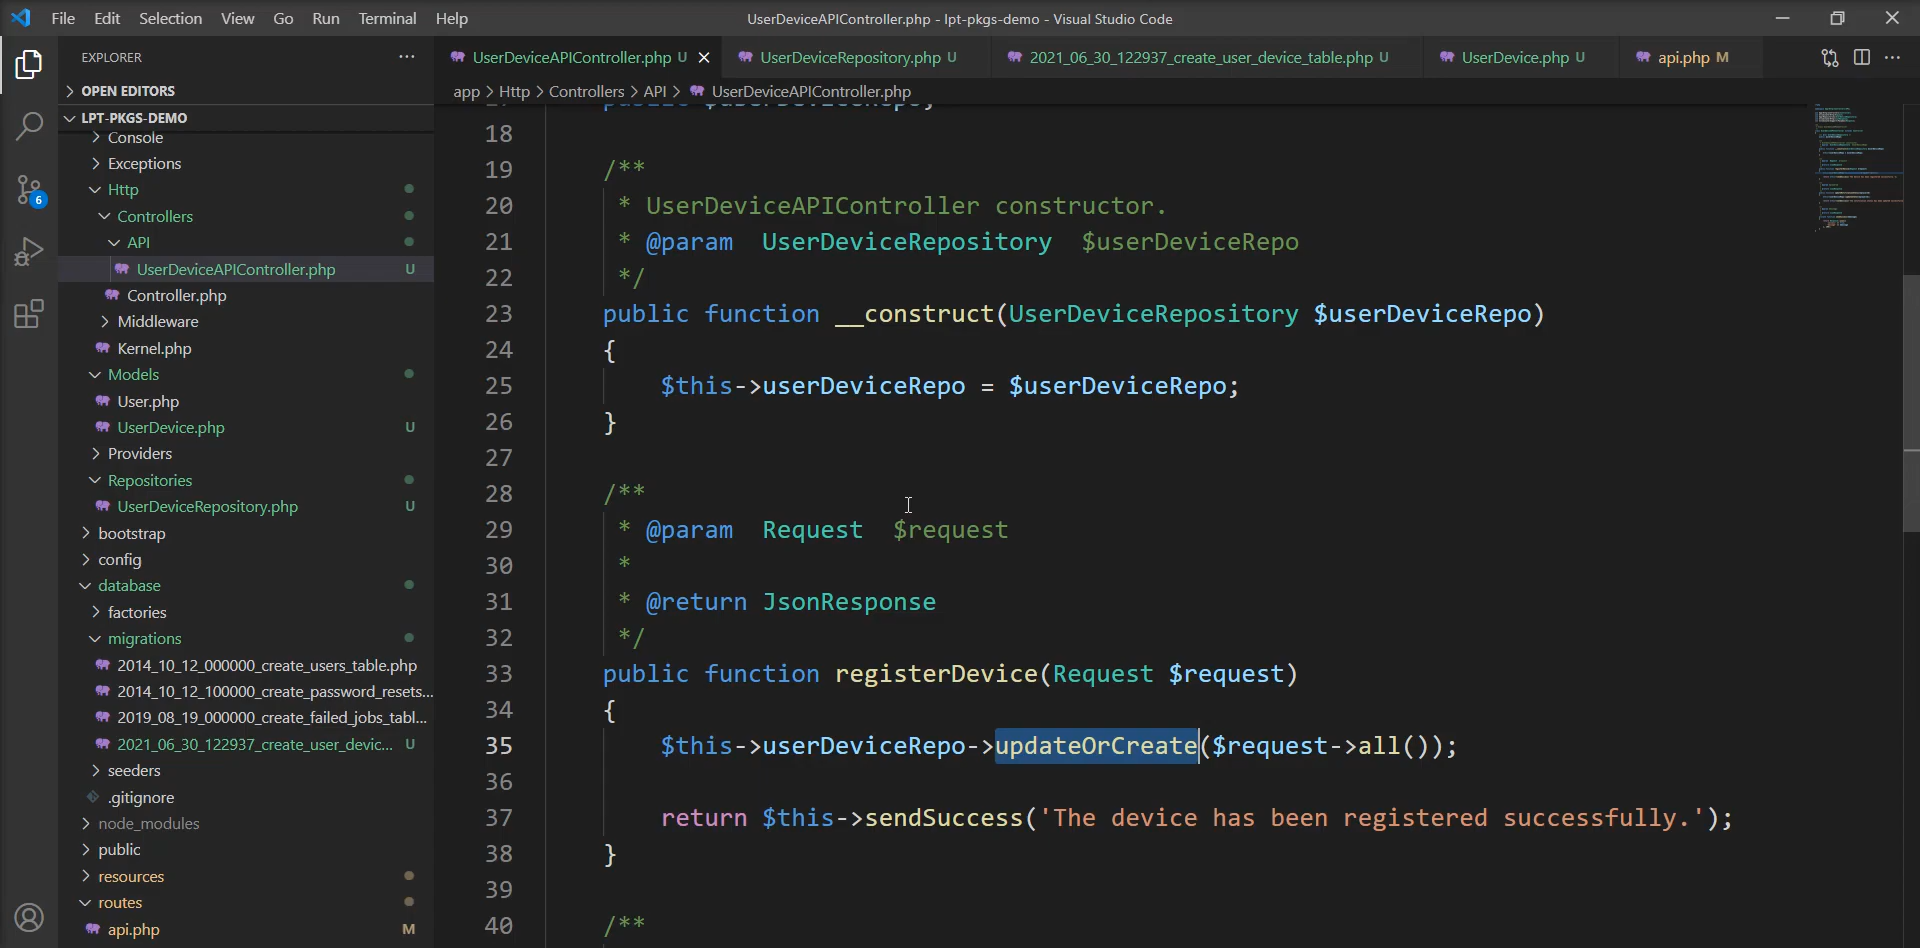 File Edit Selection View Go Run Terminal Help
UserDeviceAPIController.php - lpt-pkgs-demo - Visual Studio Code
EXPLORER
UserDeviceAPIController.php U
UserDeviceRepository.php U
2021_06_30_122937_create_user_device_table.php U
UserDevice.php U
api.php M
OPEN EDITORS
app > Http > Controllers > API > UserDeviceAPIController.php
LPT-PKGS-DEMO
Console
Exceptions
Http
Controllers
API
UserDeviceAPIController.php U
Controller.php
Middleware
Kernel.php
Models
User.php
UserDevice.php U
Providers
Repositories
UserDeviceRepository.php U
bootstrap
config
database
factories
migrations
2014_10_12_000000_create_users_table.php
2014_10_12_100000_create_password_resets...
2019_08_19_000000_create_failed_jobs_tabl...
2021_06_30_122937_create_user_devic... U
seeders
.gitignore
node_modules
public
resources
routes
api.php M
6
18
19 /**
20 * UserDeviceAPIController constructor.
21 * @param UserDeviceRepository $userDeviceRepo
22 */
23 public function __construct(UserDeviceRepository $userDeviceRepo)
24 {
25 $this->userDeviceRepo = $userDeviceRepo;
26 }
27
28 /**
29 * @param Request $request
30 *
31 * @return JsonResponse
32 */
33 public function registerDevice(Request $request)
34 {
35 $this->userDeviceRepo->updateOrCreate($request->all());
36
37 return $this->sendSuccess('The device has been registered successfully.');
38 }
39
40 /**